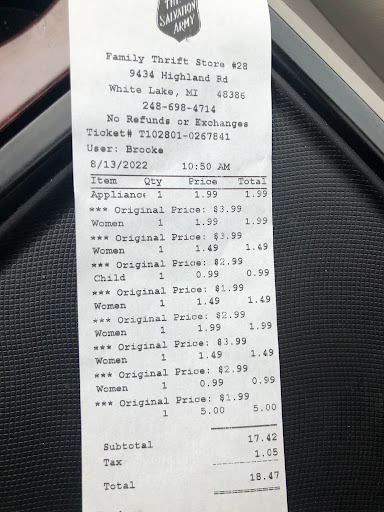 THE
SALVATION
ARMY
Family Thrift Store #28
9434 Highland Rd
White Lake, MI 48386
248-698-4714
No Refunds or Exchanges
Ticket# T102801-0267841
User: Brooke
8/13/2022 10:50 AM
Item Qty Price Total
Appliance 1 1.99 1.99
*** Original Price: $3.99
Women 1 1.99 1.99
*** Original Price: $3.99
Women 1 1.49 1.49
*** Original Price: $2.99
Child 1 0.99 0.99
*** Original Price: $1.99
Women 1 1.49 1.49
*** Original Price: $2.99
Women 1 1.99 1.99
*** Original Price: $3.99
Women 1 1.49 1.49
*** Original Price: $2.99
Women 1 0.99 0.99
*** Original Price: $1.99
1 5.00 5.00
Subtotal 17.42
Tax 1.05
Total 18.47